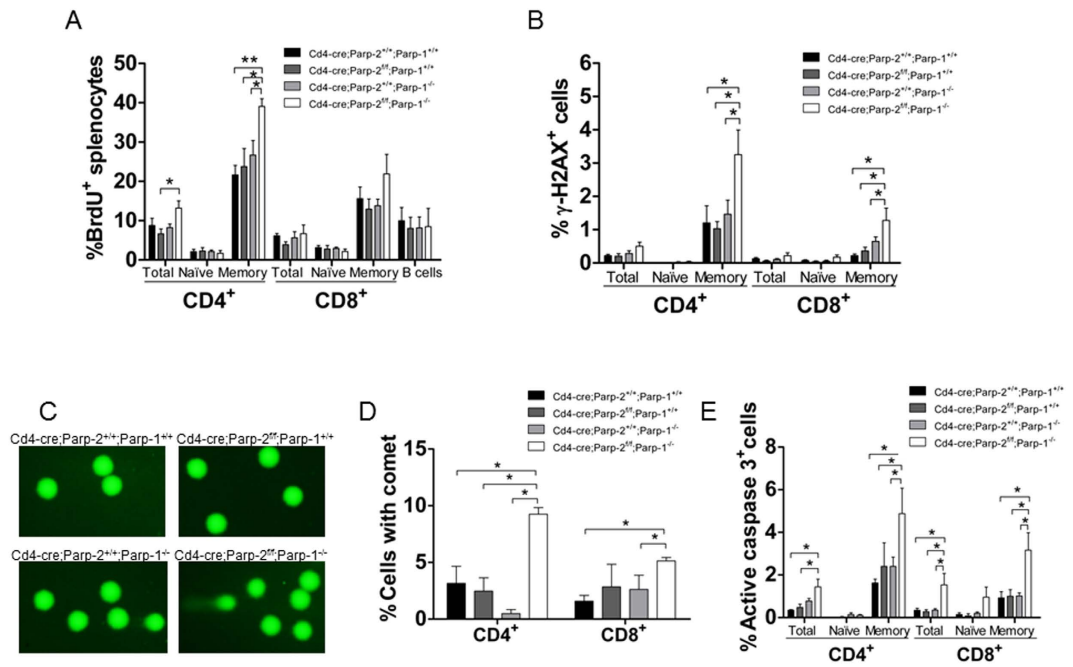 A
%BrdU⁺ splenocytes
50
40
30
20
10
0
**
*
*
*
Cd4-cre;Parp-2⁺/⁺;Parp-1⁺/⁺
Cd4-cre;Parp-2ᶠ/ᶠ;Parp-1⁺/⁺
Cd4-cre;Parp-2⁺/⁺;Parp-1⁻/⁻
Cd4-cre;Parp-2ᶠ/ᶠ;Parp-1⁻/⁻
Total Naïve Memory Total Naïve Memory B cells
CD4⁺ CD8⁺
B
% γ-H2AX⁺ cells
6
5
4
3
2
1
0
*
*
*
*
*
*
Cd4-cre;Parp-2⁺/⁺;Parp-1⁺/⁺
Cd4-cre;Parp-2ᶠ/ᶠ;Parp-1⁺/⁺
Cd4-cre;Parp-2⁺/⁺;Parp-1⁻/⁻
Cd4-cre;Parp-2ᶠ/ᶠ;Parp-1⁻/⁻
Total Naïve Memory Total Naïve Memory
CD4⁺ CD8⁺
C
Cd4-cre;Parp-2⁺/⁺;Parp-1⁺/⁺ Cd4-cre;Parp-2ᶠ/ᶠ;Parp-1⁺/⁺
Cd4-cre;Parp-2⁺/⁺;Parp-1⁻/⁻ Cd4-cre;Parp-2ᶠ/ᶠ;Parp-1⁻/⁻
D
% Cells with comet
15
10
5
0
*
*
*
*
*
Cd4-cre;Parp-2⁺/⁺;Parp-1⁺/⁺
Cd4-cre;Parp-2ᶠ/ᶠ;Parp-1⁺/⁺
Cd4-cre;Parp-2⁺/⁺;Parp-1⁻/⁻
Cd4-cre;Parp-2ᶠ/ᶠ;Parp-1⁻/⁻
CD4⁺ CD8⁺
E
% Active caspase 3⁺cells
8
6
4
2
0
*
*
*
*
*
*
*
*
*
*
*
Cd4-cre;Parp-2⁺/⁺;Parp-1⁺/⁺
Cd4-cre;Parp-2ᶠ/ᶠ;Parp-1⁺/⁺
Cd4-cre;Parp-2⁺/⁺;Parp-1⁻/⁻
Cd4-cre;Parp-2ᶠ/ᶠ;Parp-1⁻/⁻
Total Naïve Memory Total Naïve Memory
CD4⁺ CD8⁺